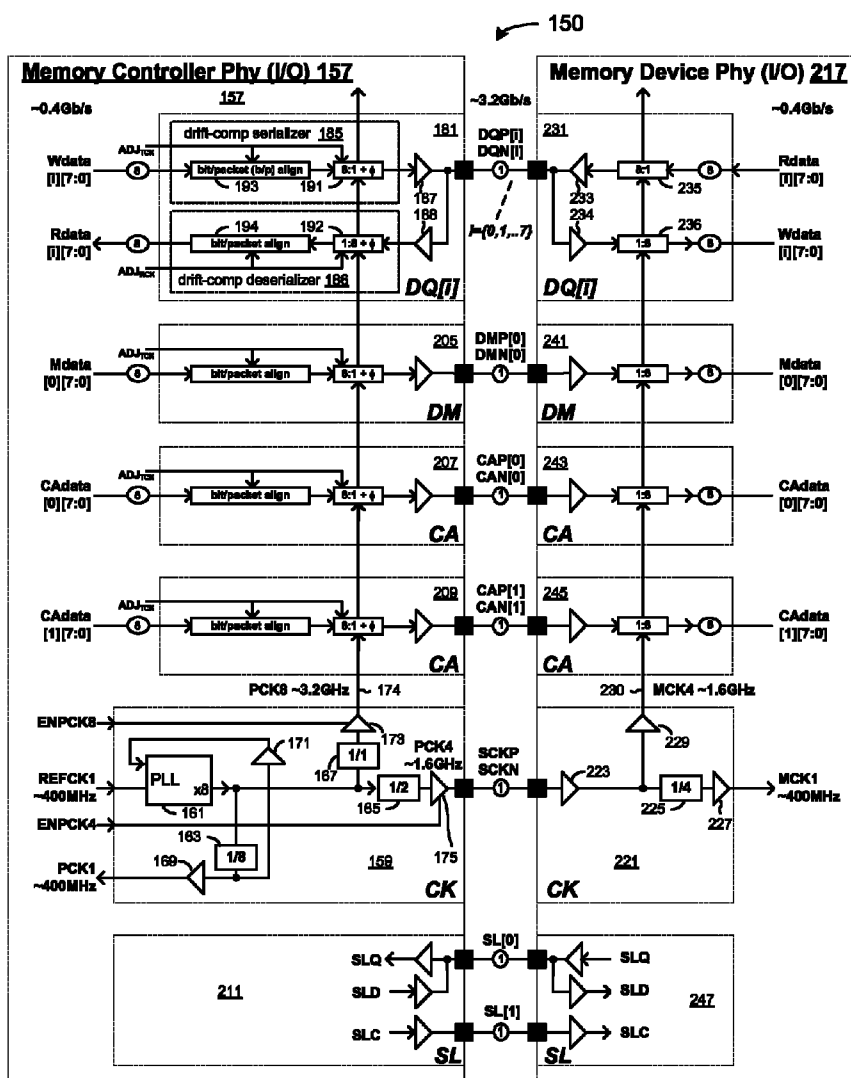 150
Memory Controller Phy (I/O) 157
Memory Device Phy (I/O) 217
157
~0.4Gb/s
~3.2Gb/s
~0.4Gb/s
drift-comp serializer 185
181
DQP[i]
DQN[i]
231
ADJTCK
Wdata
[i][7:0]
8
bit/packet (b/p) align
8:1 + ϕ
1
8:1
8
Rdata
[i][7:0]
193
191
187
233
235
194
192
188
i={0,1,..7}
234
236
Rdata
[i][7:0]
8
bit/packet align
1:8 + ϕ
1:8
8
Wdata
[i][7:0]
ADJRCK
drift-comp deserializer 186
DQ[i]
DQ[i]
205
DMP[0]
DMN[0]
241
ADJTCK
Mdata
[0][7:0]
8
bit/packet align
8:1 + ϕ
1
1:8
8
Mdata
[0][7:0]
DM
DM
207
CAP[0]
CAN[0]
243
ADJTCK
CAdata
[0][7:0]
8
bit/packet align
8:1 + ϕ
1
1:8
8
CAdata
[0][7:0]
CA
CA
209
CAP[1]
CAN[1]
245
ADJTCK
CAdata
[1][7:0]
8
bit/packet align
8:1 + ϕ
1
1:8
8
CAdata
[1][7:0]
CA
CA
PCK8 ~3.2GHz
174
230
MCK4 ~1.6GHz
ENPCK8
173
229
171
1/1
167
PCK4
~1.6GHz
SCKP
SCKN
223
REFCK1
~400MHz
PLL
x8
161
1/2
165
1
1/4
225
227
MCK1
~400MHz
ENPCK4
163
1/8
175
169
PCK1
~400MHz
159
CK
221
CK
SLQ
SL[0]
1
SLQ
211
SLD
SLD
247
SL[1]
SLC
1
SLC
SL
SL